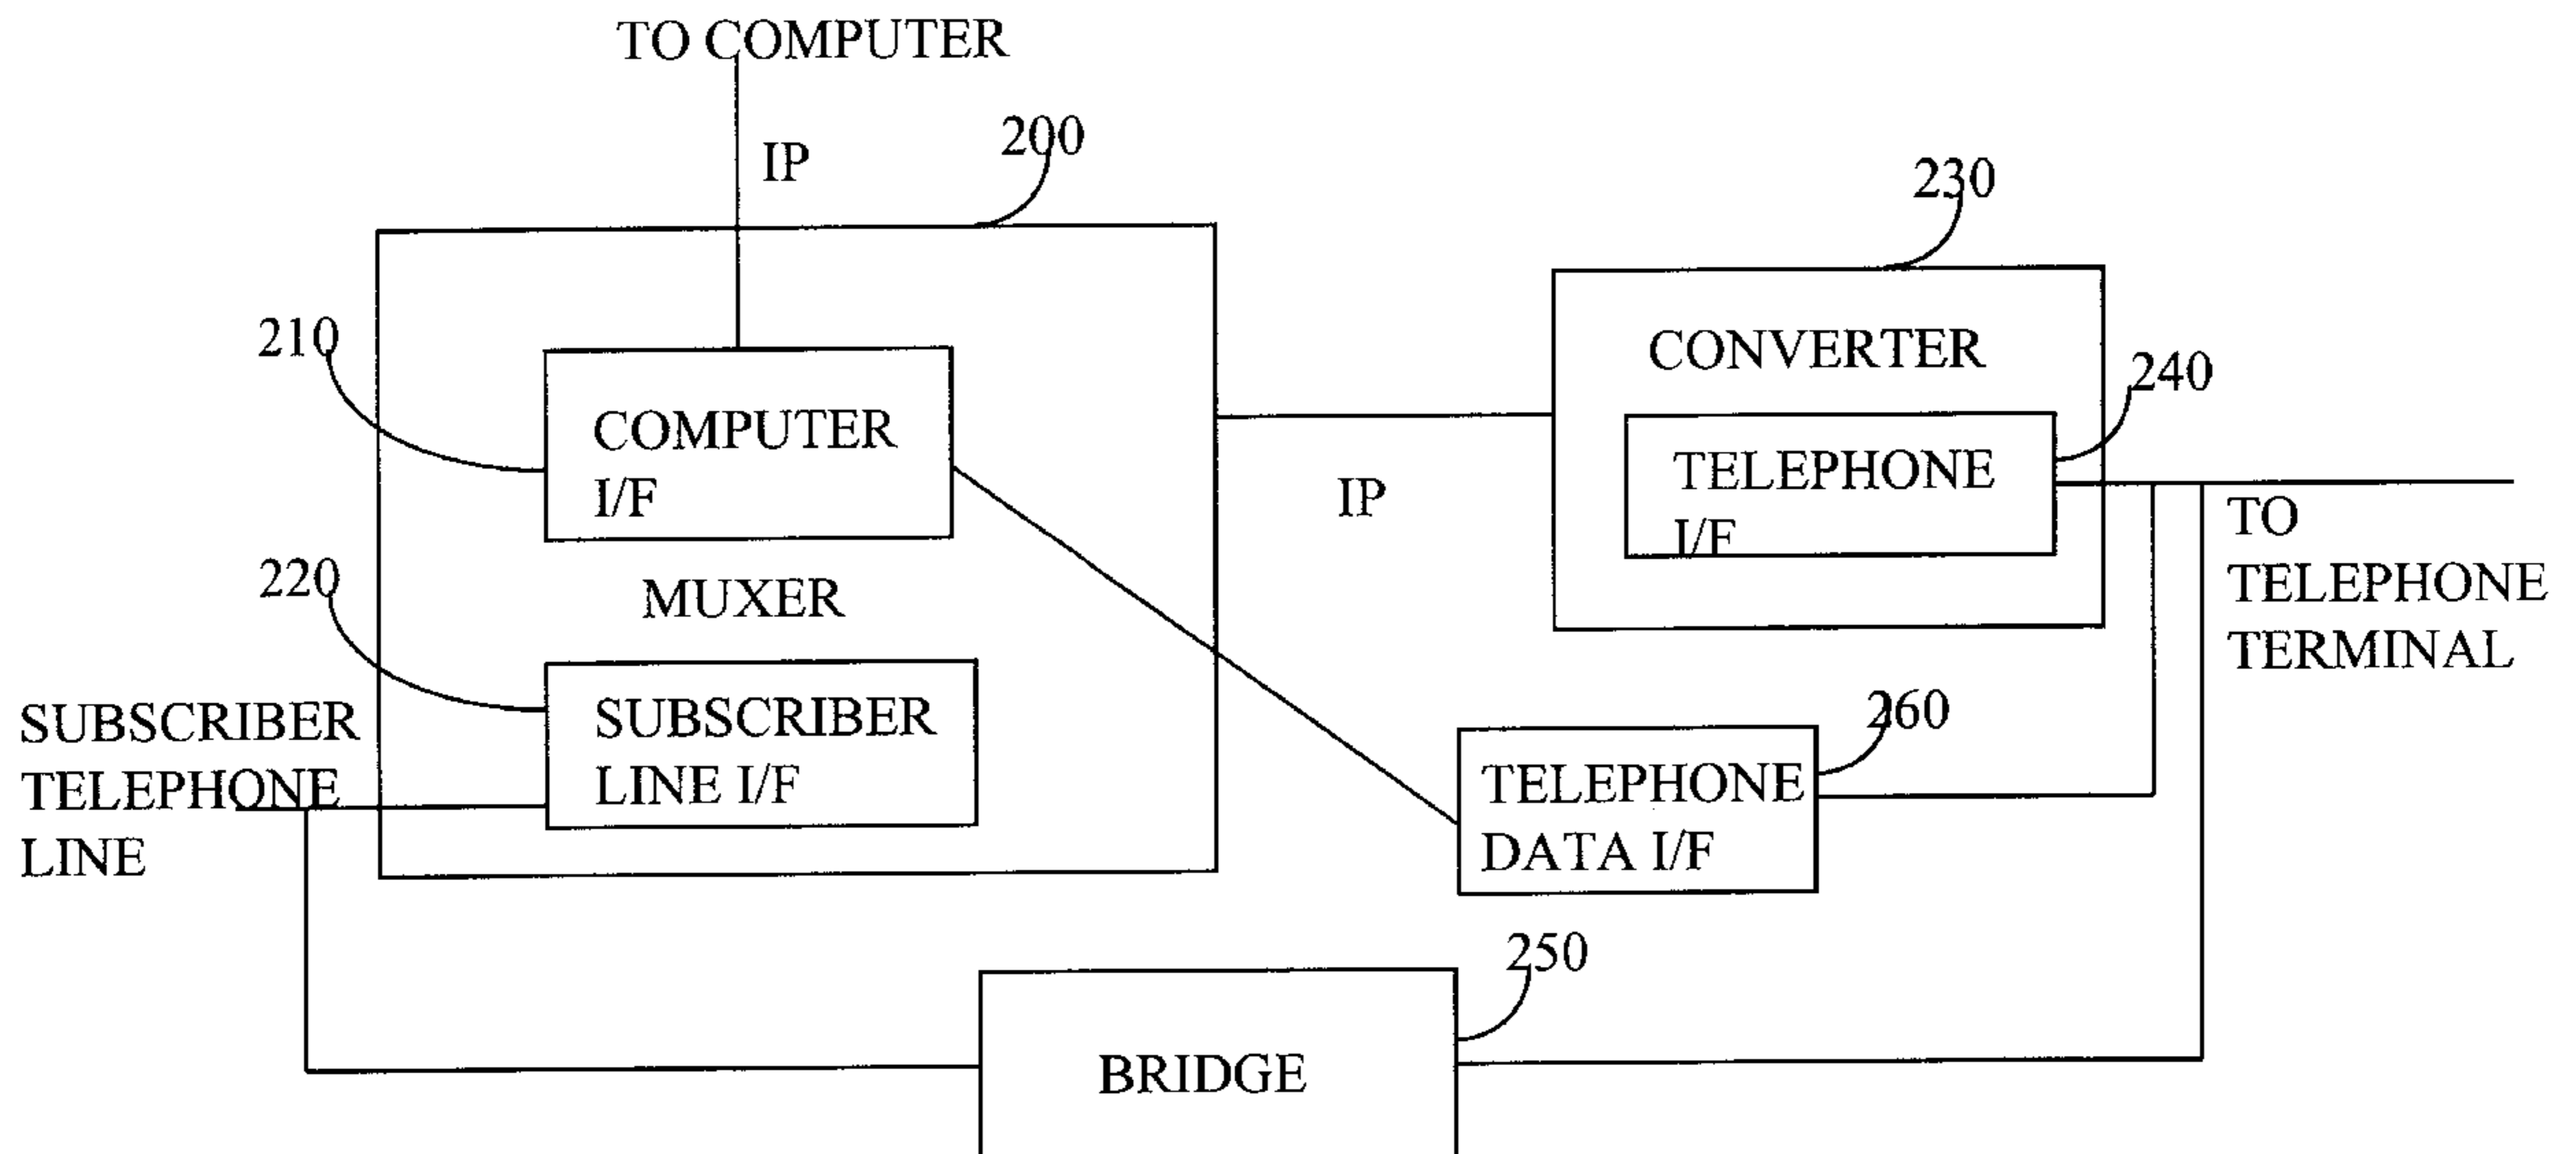 TO COMPUTER
IP
200
230
210
COMPUTER
I/F
CONVERTER
240
TELEPHONE
I/F
IP
TO
TELEPHONE
TERMINAL
220
MUXER
SUBSCRIBER
TELEPHONE
LINE
SUBSCRIBER
LINE I/F
260
TELEPHONE
DATA I/F
250
BRIDGE